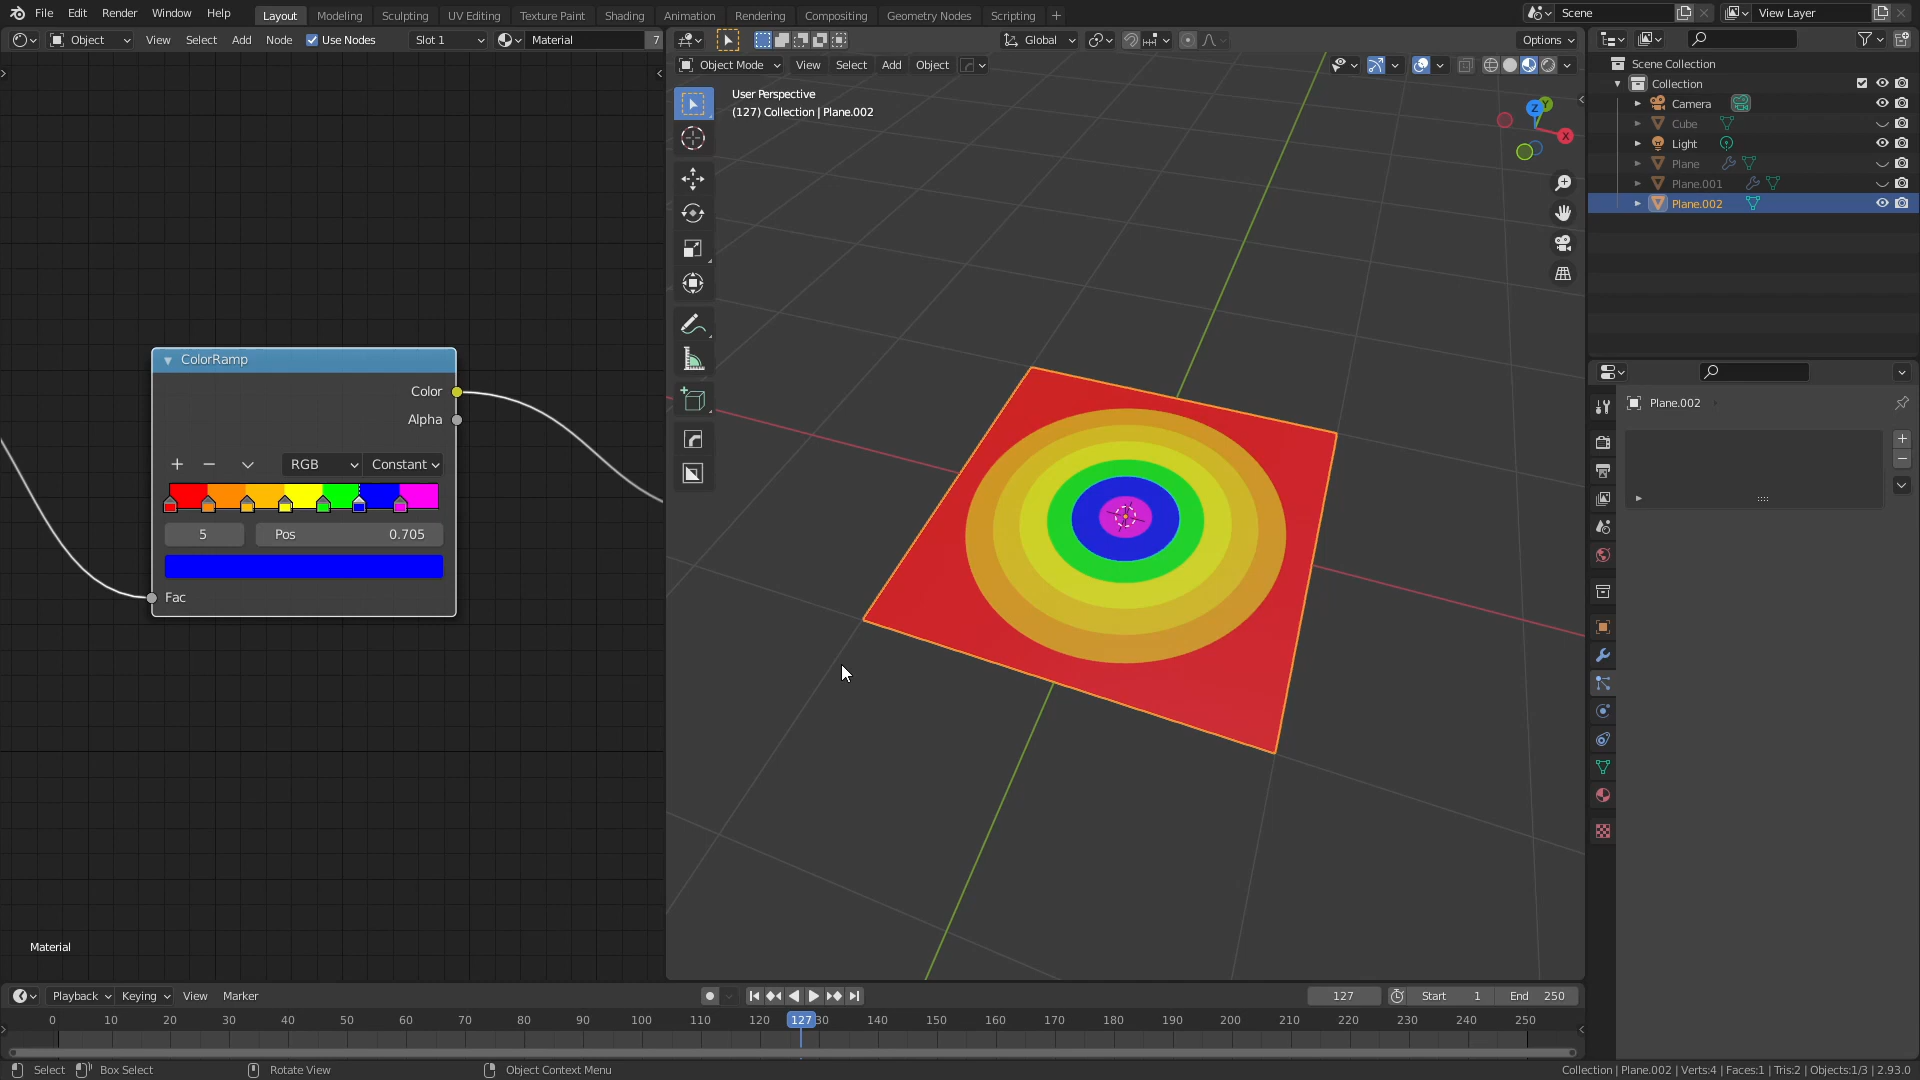 File Edit Render Window Help Layout Modeling Sculpting UV Editing Texture Paint Shading Animation Rendering Compositing Geometry Nodes Scripting + Scene View Layer
Object View Select Add Node Use Nodes Slot 1 Material 7 Global Options
Object Mode View Select Add Object
User Perspective
(127) Collection | Plane.002
Z Y X
Scene Collection
Collection
Camera
Cube
Light
Plane
Plane.001
Plane.002
ColorRamp
Color
Alpha
+ − RGB Constant
5 Pos 0.705
Fac
Plane.002
Material
Playback Keying View Marker 127 Start 1 End 250
0 10 20 30 40 50 60 70 80 90 100 110 120 127 30 140 150 160 170 180 190 200 210 220 230 240 250
Select Box Select Rotate View Object Context Menu Collection | Plane.002 | Verts:4 | Faces:1 | Tris:2 | Objects:1/3 | 2.93.0